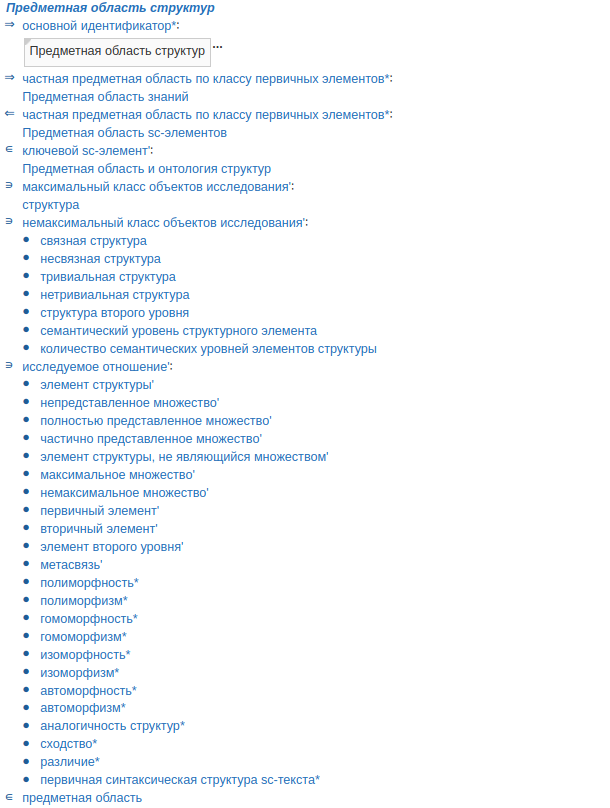 Предметная область структур
⇒ основной идентификатор*:
Предметная область структур ...
⇒ частная предметная область по классу первичных элементов*:
Предметная область знаний
⇐ частная предметная область по классу первичных элементов*:
Предметная область sc-элементов
∈ ключевой sc-элемент':
Предметная область и онтология структур
∋ максимальный класс объектов исследования':
структура
∋ немаксимальный класс объектов исследования':
• связная структура
• несвязная структура
• тривиальная структура
• нетривиальная структура
• структура второго уровня
• семантический уровень структурного элемента
• количество семантических уровней элементов структуры
∋ исследуемое отношение':
• элемент структуры'
• непредставленное множество'
• полностью представленное множество'
• частично представленное множество'
• элемент структуры, не являющийся множеством'
• максимальное множество'
• немаксимальное множество'
• первичный элемент'
• вторичный элемент'
• элемент второго уровня'
• метасвязь'
• полиморфность*
• полиморфизм*
• гомоморфность*
• гомоморфизм*
• изоморфность*
• изоморфизм*
• автоморфность*
• автоморфизм*
• аналогичность структур*
• сходство*
• различие*
• первичная синтаксическая структура sc-текста*
∈ предметная область